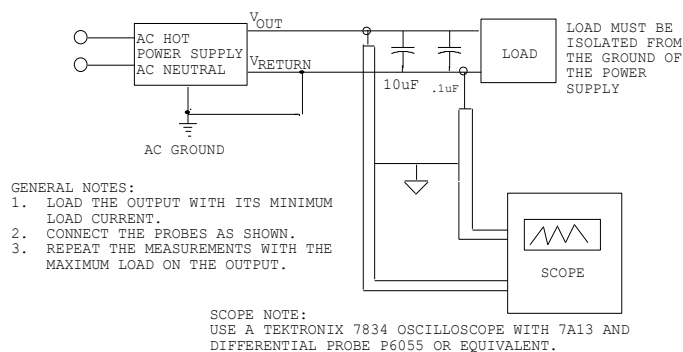 V OUT
AC HOT
POWER SUPPLY
AC NEUTRAL
V RETURN
AC GROUND
10uF
.1uF
LOAD
LOAD MUST BE
ISOLATED FROM
THE GROUND OF
THE POWER
SUPPLY
GENERAL NOTES:
1. LOAD THE OUTPUT WITH ITS MINIMUM
LOAD CURRENT.
2. CONNECT THE PROBES AS SHOWN.
3. REPEAT THE MEASUREMENTS WITH THE
MAXIMUM LOAD ON THE OUTPUT.
SCOPE
SCOPE NOTE:
USE A TEKTRONIX 7834 OSCILLOSCOPE WITH 7A13 AND
DIFFERENTIAL PROBE P6055 OR EQUIVALENT.